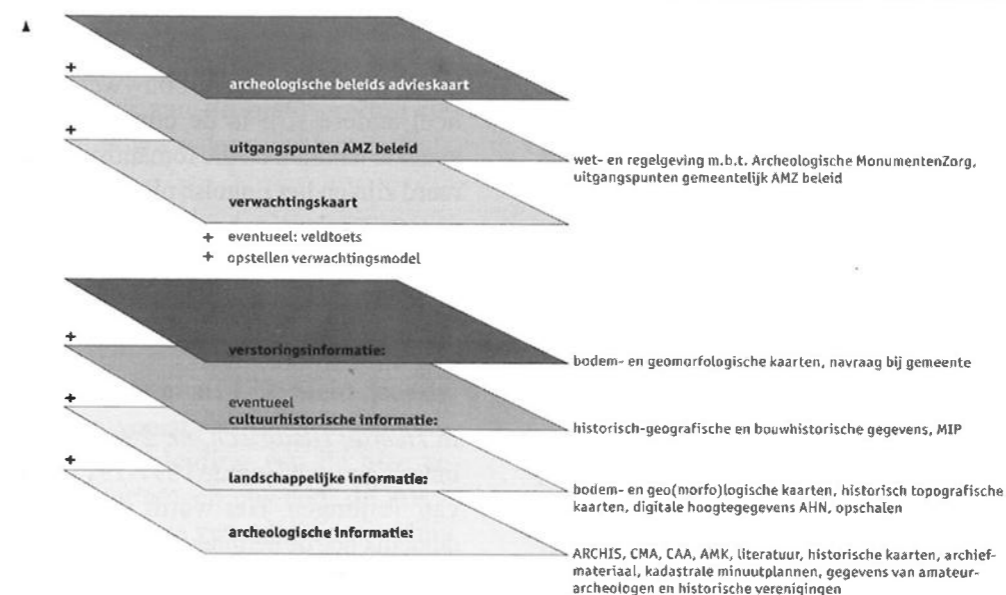 +
archeologische beleids advieskaart
+
uitgangspunten AMZ beleid
wet- en regelgeving m.b.t. Archeologische MonumentenZorg,
uitgangspunten gemeentelijk AMZ beleid
verwachtingskaart
+ eventueel: veldtoets
+ opstellen verwachtingsmodel
+
verstoringsinformatie:
bodem- en geomorfologische kaarten, navraag bij gemeente
+
eventueel
cultuurhistorische informatie:
historisch-geografische en bouwhistorische gegevens, MIP
+
landschappelijke informatie:
bodem- en geo(morfo)logische kaarten, historisch topografische
kaarten, digitale hoogtegegevens AHN, opschalen
archeologische informatie:
ARCHIS, CMA, CAA, AMK, literatuur, historische kaarten, archief-
materiaal, kadastrale minuutplannen, gegevens van amateur-
archeologen en historische verenigingen